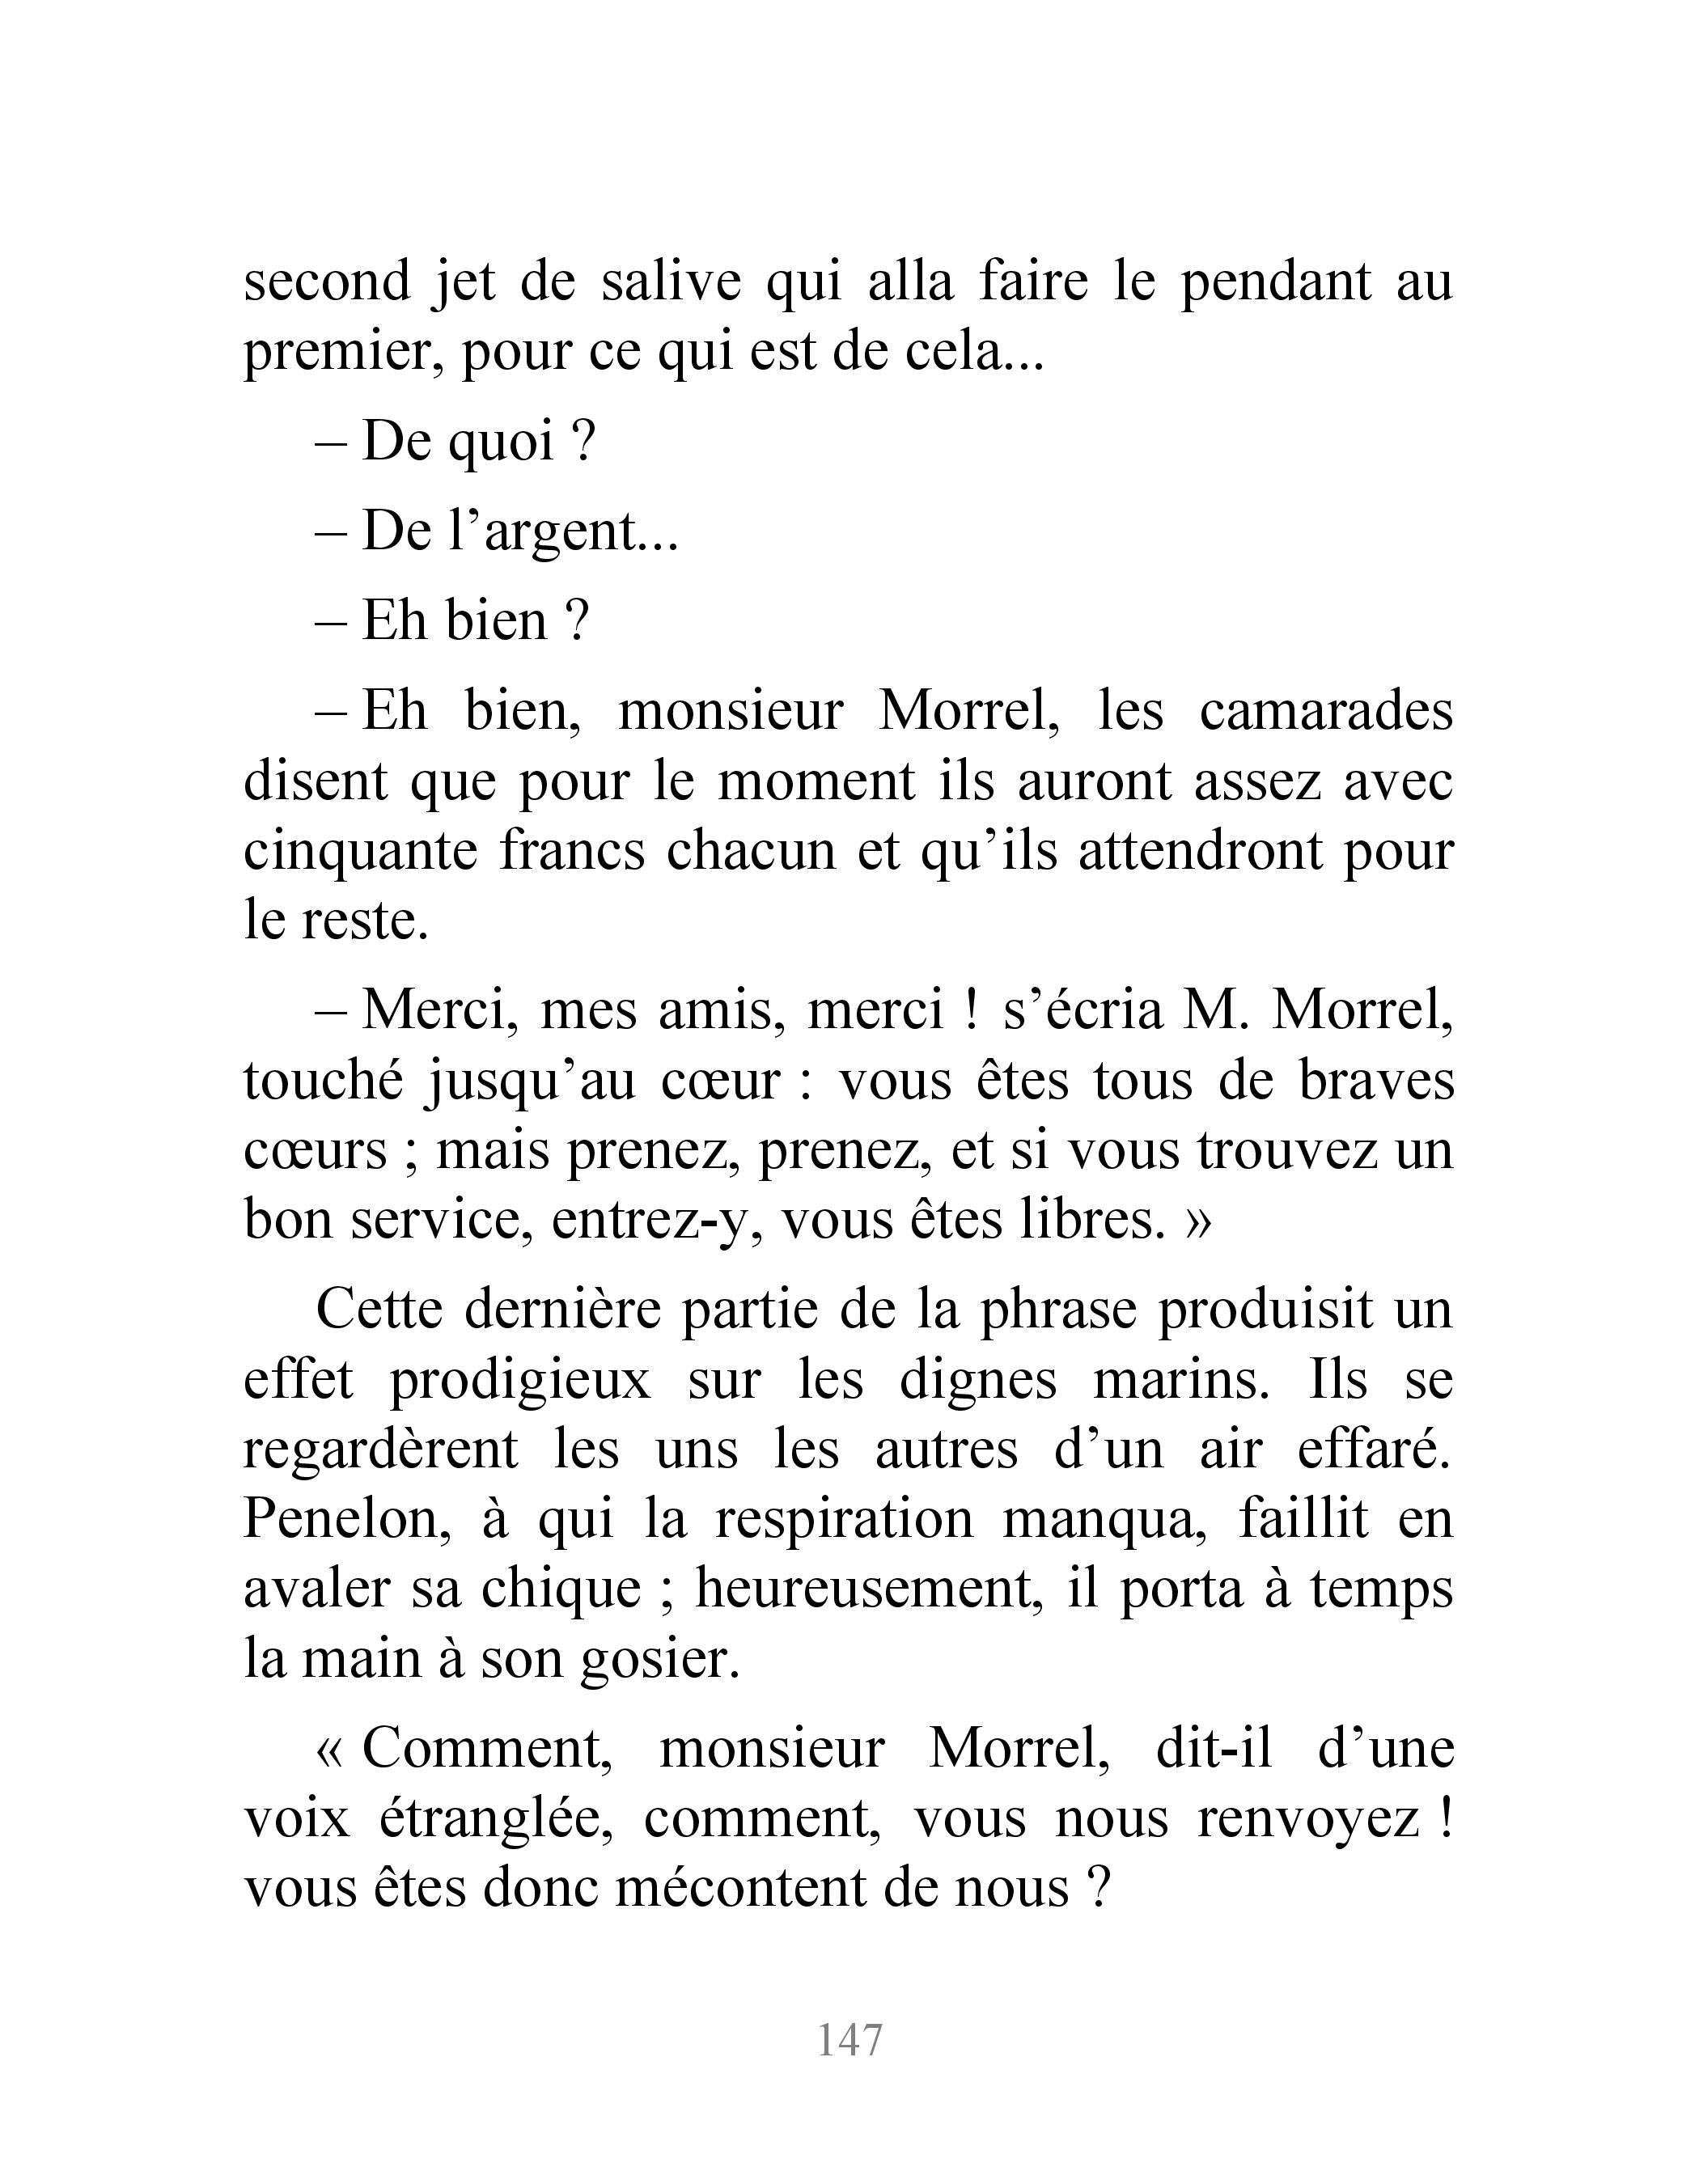 second jet de salive qui alla faire le pendant au
premier, pour ce qui est de cela...
– De quoi ?
– De l’argent...
– Eh bien ?
– Eh bien, monsieur Morrel, les camarades
disent que pour le moment ils auront assez avec
cinquante francs chacun et qu’ils attendront pour
le reste.
– Merci, mes amis, merci ! s’écria M. Morrel,
touché jusqu’au cœur : vous êtes tous de braves
cœurs ; mais prenez, prenez, et si vous trouvez un
bon service, entrez-y, vous êtes libres. »
Cette dernière partie de la phrase produisit un
effet prodigieux sur les dignes marins. Ils se
regardèrent les uns les autres d’un air effaré.
Penelon, à qui la respiration manqua, faillit en
avaler sa chique ; heureusement, il porta à temps
la main à son gosier.
« Comment, monsieur Morrel, dit-il d’une
voix étranglée, comment, vous nous renvoyez !
vous êtes donc mécontent de nous ?
147